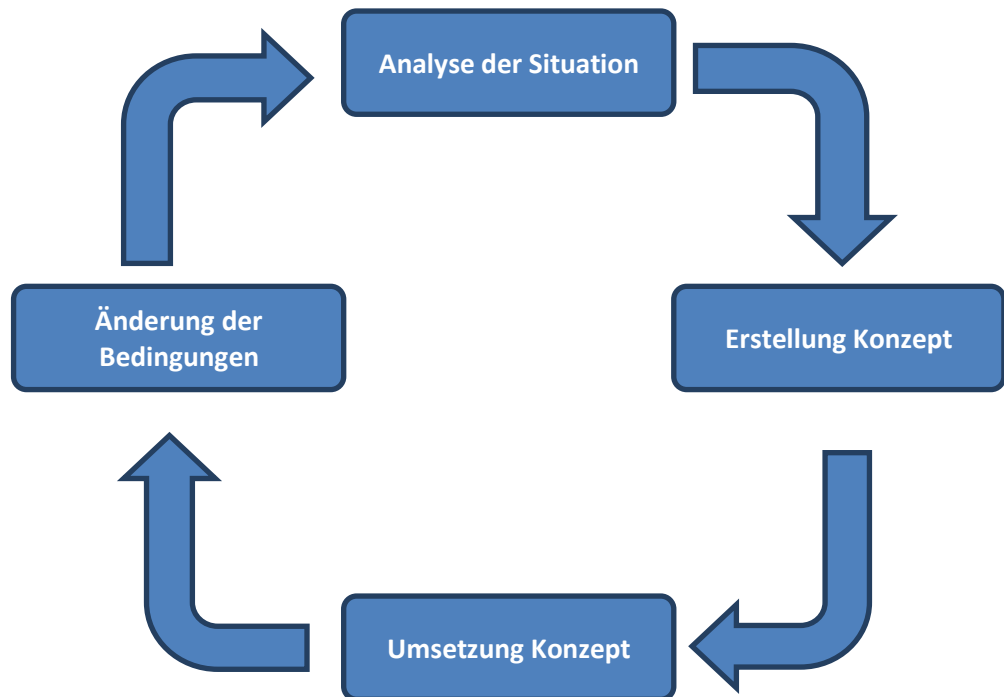 Analyse der Situation
Änderung der
Bedingungen
Erstellung Konzept
Umsetzung Konzept